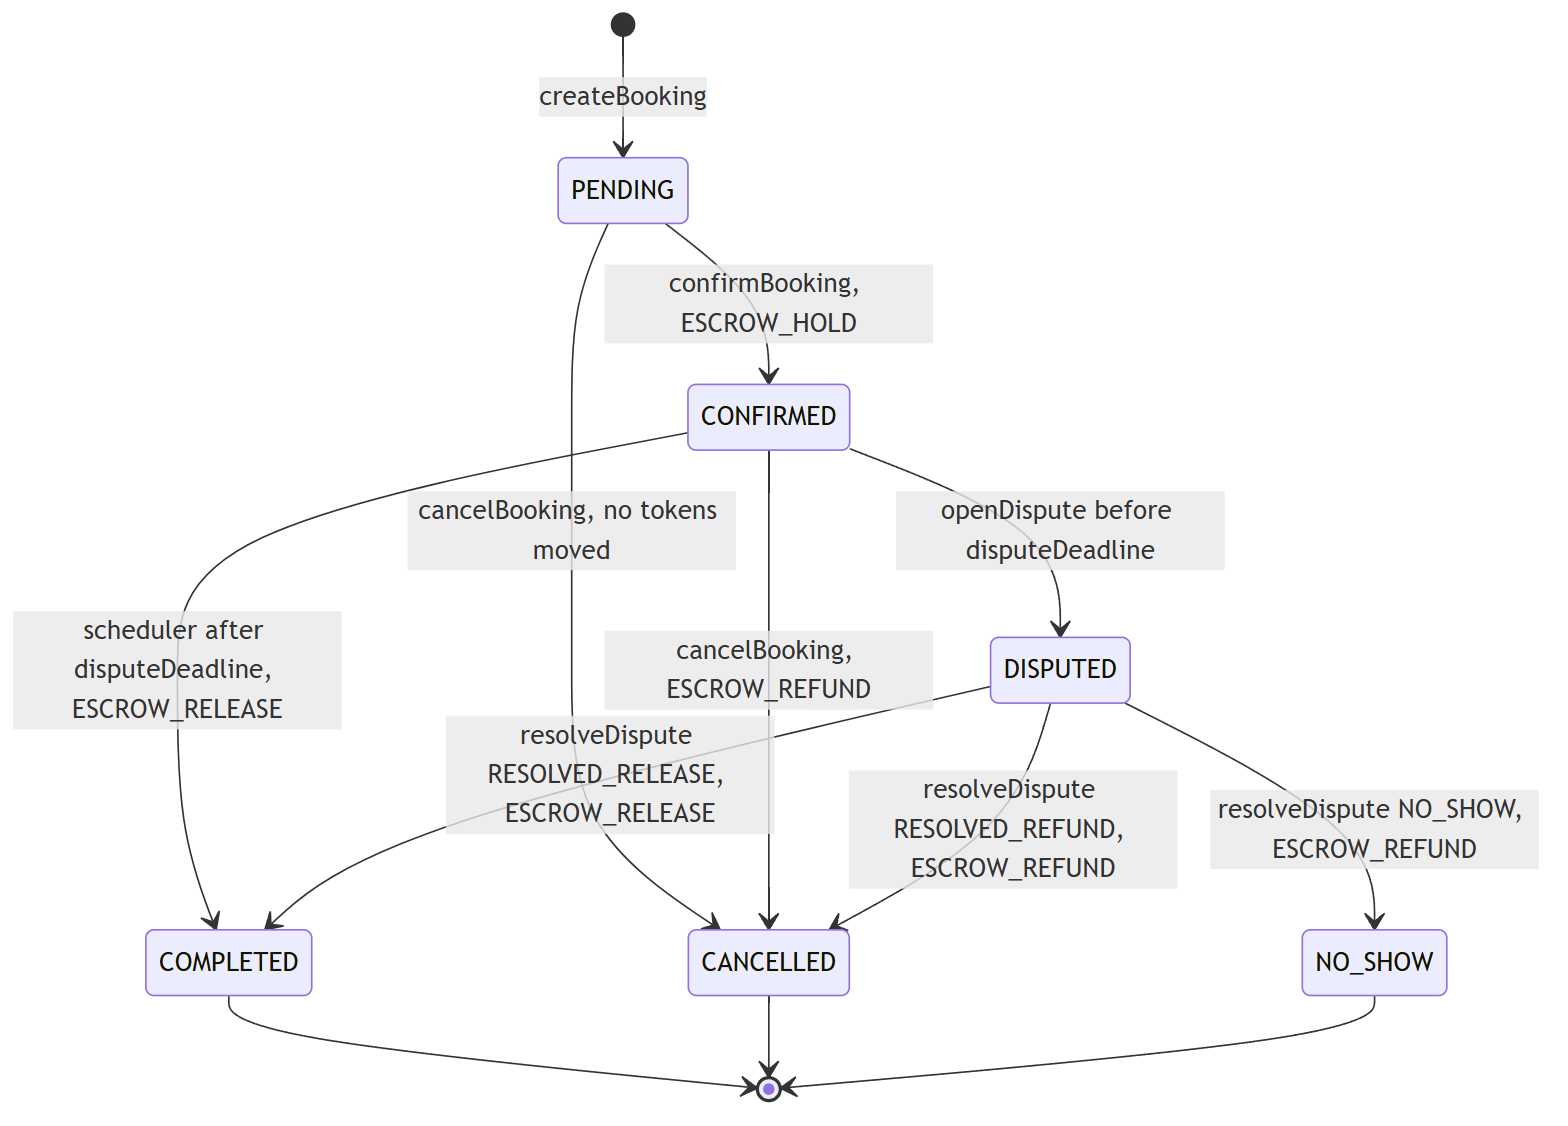 createBooking
PENDING
confirmBooking,
ESCROW_HOLD
CONFIRMED
cancelBooking, no tokens
moved
openDispute before
disputeDeadline
scheduler after
disputeDeadline,
ESCROW_RELEASE
cancelBooking,
ESCROW_REFUND
DISPUTED
resolveDispute
RESOLVED_RELEASE,
ESCROW_RELEASE
resolveDispute
RESOLVED_REFUND,
ESCROW_REFUND
resolveDispute NO_SHOW,
ESCROW_REFUND
COMPLETED
CANCELLED
NO_SHOW